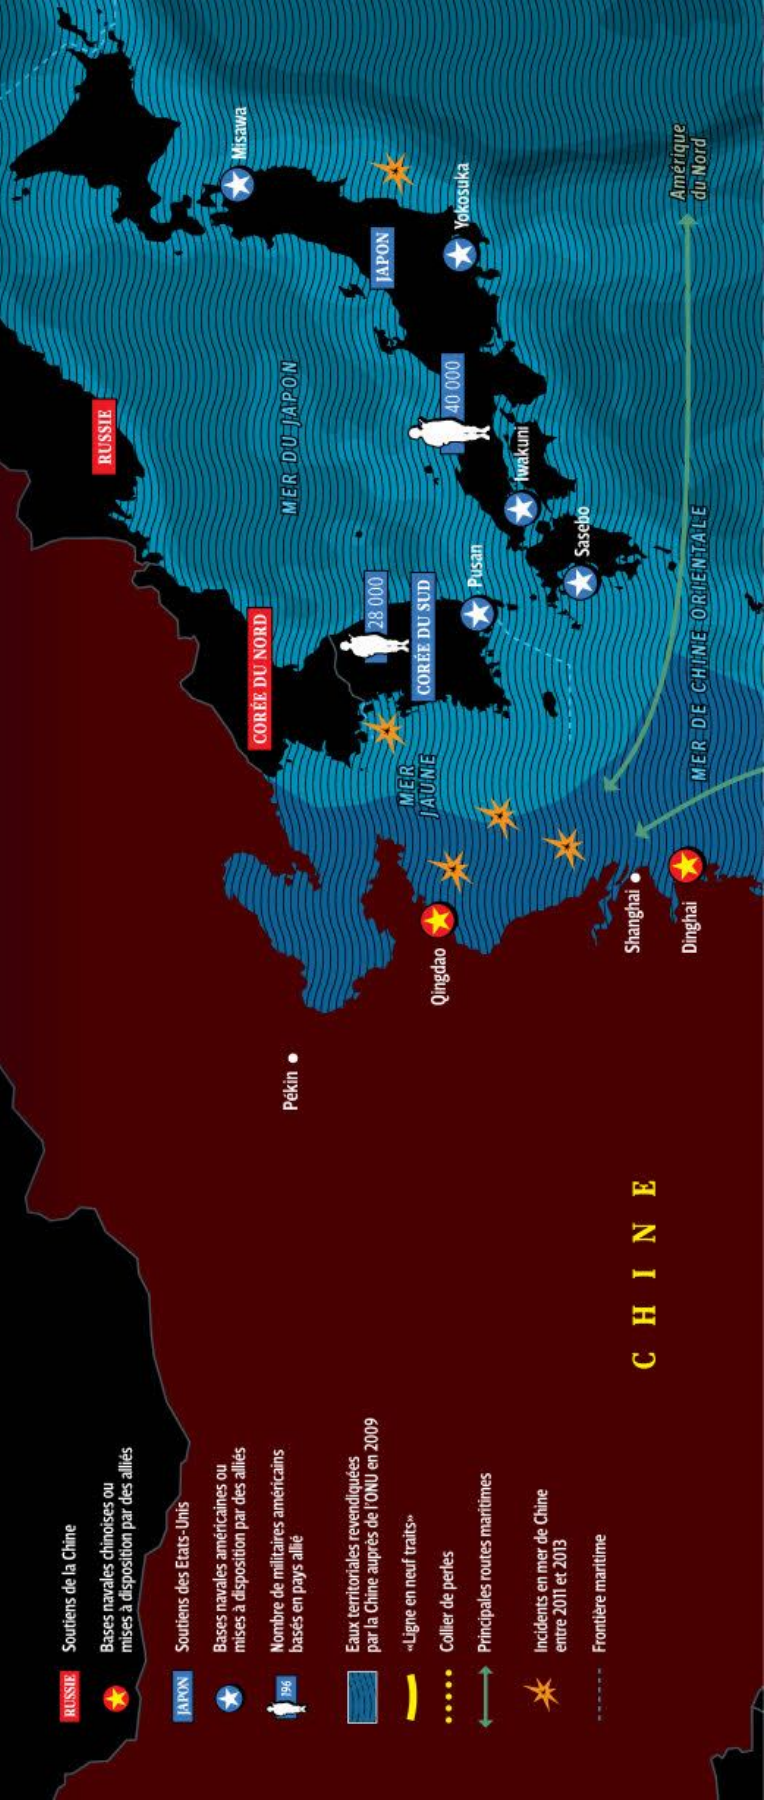 RUSSIE
Soutiens de la Chine
Bases navales chinoises ou
mises à disposition par des alliés
JAPON
Soutiens des Etats-Unis
Bases navales américaines ou
mises à disposition par des alliés
196
Nombre de militaires américains
basés en pays allié
Eaux territoriales revendiquées
par la Chine auprès de l'ONU en 2009
«Ligne en neuf traits»
Collier de perles
Principales routes maritimes
Incidents en mer de Chine
entre 2011 et 2013
Frontière maritime
CHINE
Pékin
Qingdao
Shanghai
Dinghai
MER
JAUNE
CORÉE DU NORD
28 000
CORÉE DU SUD
Pusan
MER DE CHINE ORIENTALE
RUSSIE
MER DU JAPON
Sasebo
Iwakuni
40 000
JAPON
Yokosuka
Misawa
Amérique
du Nord